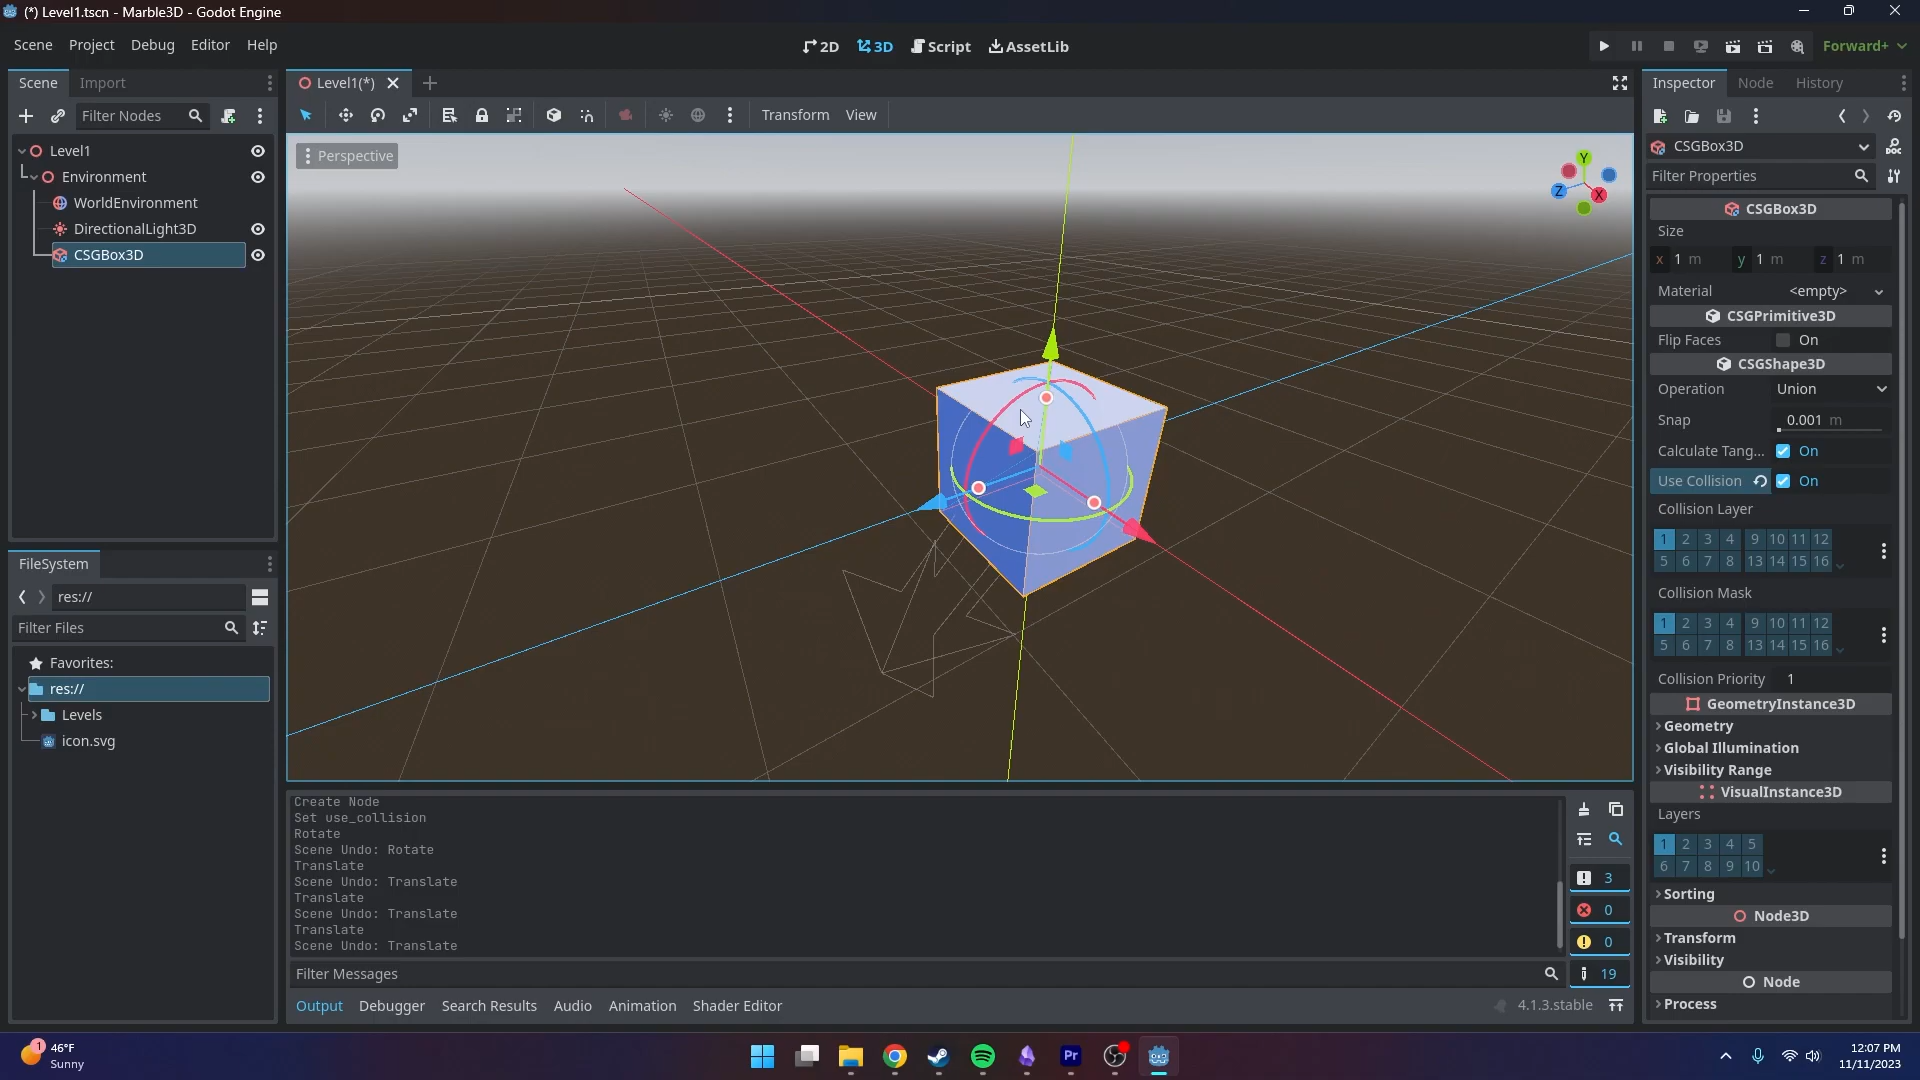 (*) Level1.tscn - Marble3D - Godot Engine
Scene Project Debug Editor Help
2D 3D Script AssetLib
Forward+
Scene Import
Level1(*)
Inspector Node History
Filter Nodes
Transform View
Level1
Environment
WorldEnvironment
DirectionalLight3D
CSGBox3D
Perspective
Y
Z
X
CSGBox3D
Filter Properties
CSGBox3D
Size
x 1 m y 1 m z 1 m
Material <empty>
CSGPrimitive3D
Flip Faces On
CSGShape3D
Operation Union
Snap 0.001 m
Calculate Tang... On
Use Collision On
Collision Layer
1 2 3 4 9 10 11 12
5 6 7 8 13 14 15 16
Collision Mask
1 2 3 4 9 10 11 12
5 6 7 8 13 14 15 16
Collision Priority 1
GeometryInstance3D
Geometry
Global Illumination
Visibility Range
VisualInstance3D
Layers
1 2 3 4 5
6 7 8 9 10
Sorting
Node3D
Transform
Visibility
Node
Process
FileSystem
res://
Filter Files
Favorites:
res://
Levels
icon.svg
Create Node
Set use_collision
Rotate
Scene Undo: Rotate
Translate
Scene Undo: Translate
Translate
Scene Undo: Translate
Translate
Scene Undo: Translate
3
0
0
19
Filter Messages
Output Debugger Search Results Audio Animation Shader Editor
4.1.3.stable
1
46°F
Sunny
Pr
12:07 PM
11/11/2023